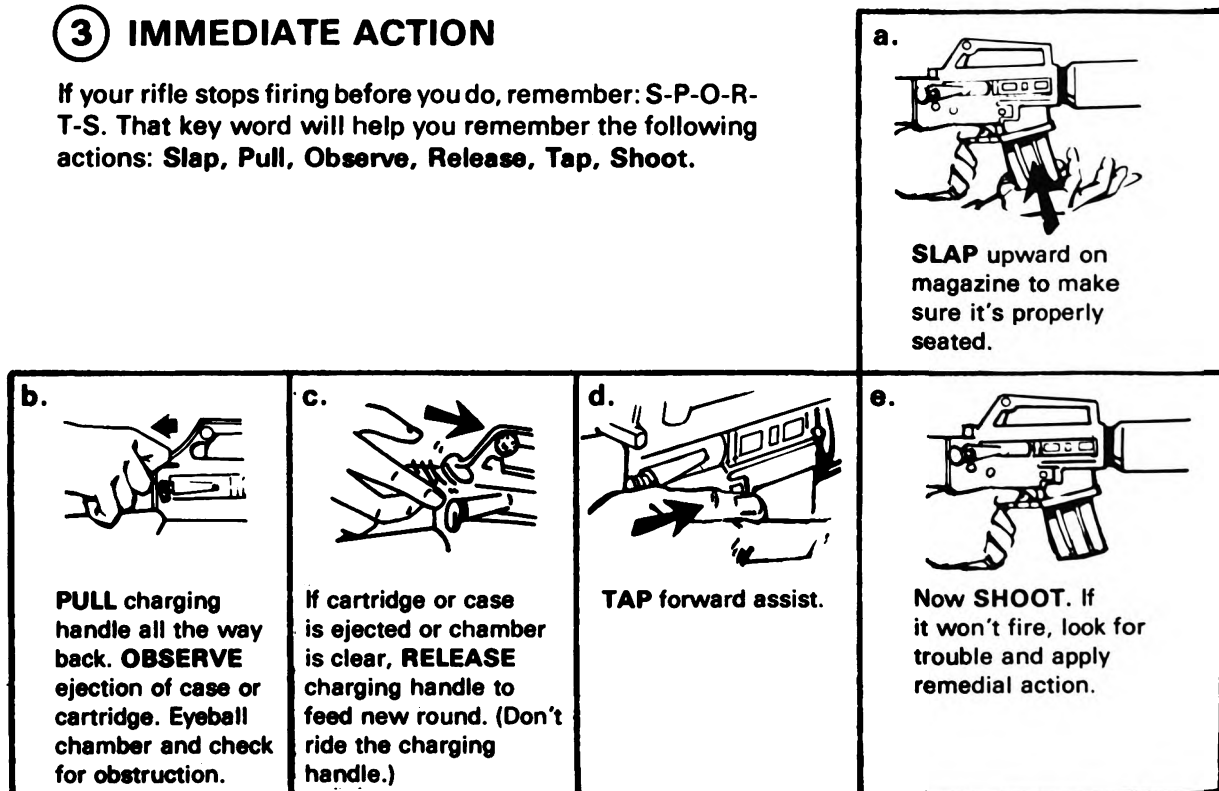 3 IMMEDIATE ACTION
If your rifle stops firing before you do, remember: S-P-O-R-
T-S. That key word will help you remember the following
actions: Slap, Pull, Observe, Release, Tap, Shoot.
a.
SLAP upward on
magazine to make
sure it's properly
seated.
b.
PULL charging
handle all the way
back. OBSERVE
ejection of case or
cartridge. Eyeball
chamber and check
for obstruction.
c.
If cartridge or case
is ejected or chamber
is clear, RELEASE
charging handle to
feed new round. (Don't
ride the charging
handle.)
d.
TAP forward assist.
e.
Now SHOOT. If
it won't fire, look for
trouble and apply
remedial action.